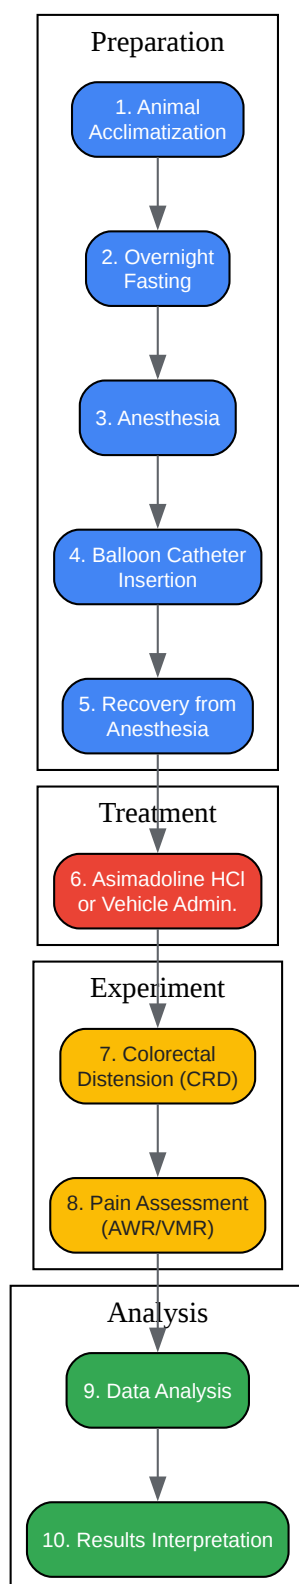 Preparation
1. Animal
Acclimatization
2. Overnight
Fasting
3. Anesthesia
4. Balloon Catheter
Insertion
5. Recovery from
Anesthesia
Treatment
6. Asimadoline HCl
or Vehicle Admin.
Experiment
7. Colorectal
Distension (CRD)
8. Pain Assessment
(AWR/VMR)
Analysis
9. Data Analysis
10. Results Interpretation